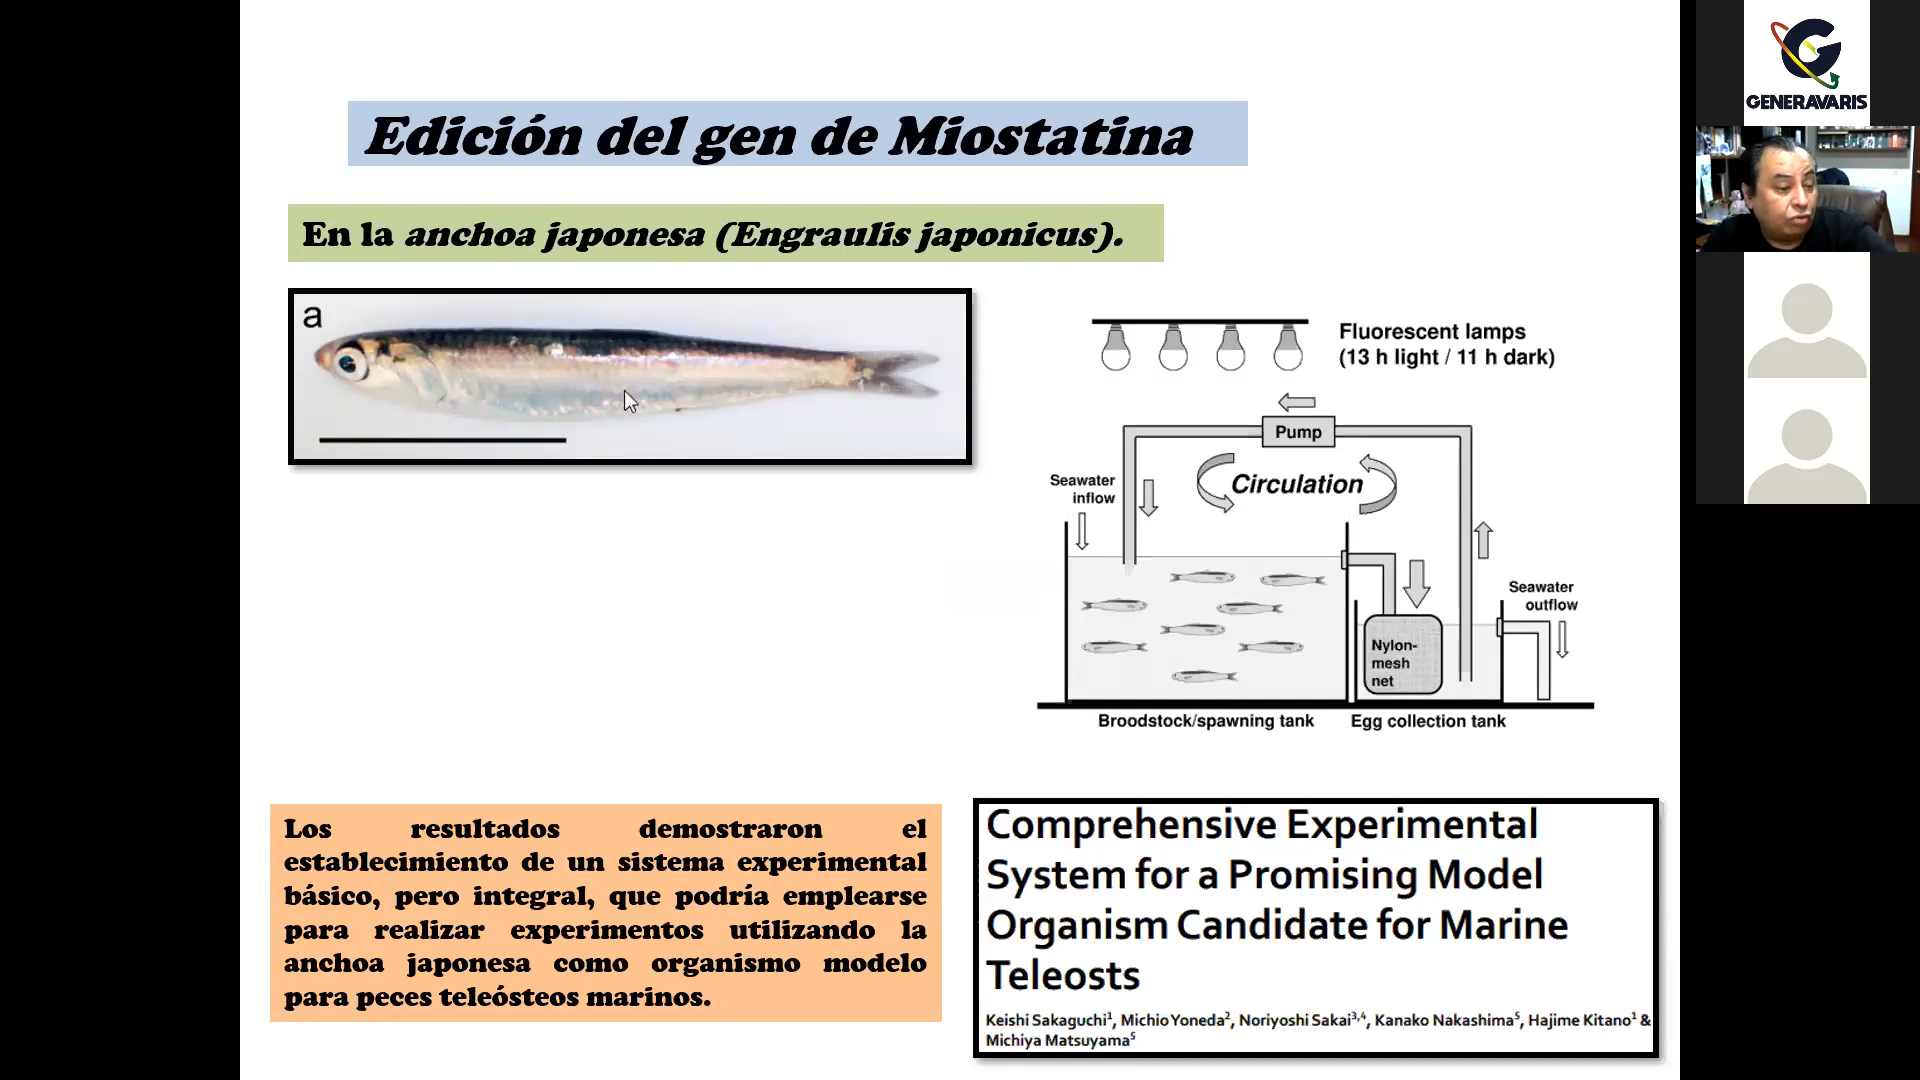 Edición del gen de Miostatina
En la anchoa japonesa (Engraulis japonicus).
a
Fluorescent lamps
(13 h light / 11 h dark)
Pump
Circulation
Seawater
inflow
Seawater
outflow
Nylon-
mesh
net
Broodstock/spawning tank
Egg collection tank
Los resultados demostraron el
establecimiento de un sistema experimental
básico, pero integral, que podría emplearse
para realizar experimentos utilizando la
anchoa japonesa como organismo modelo
para peces teleósteos marinos.
Comprehensive Experimental
System for a Promising Model
Organism Candidate for Marine
Teleosts
Keishi Sakaguchi1, Michio Yoneda2, Noriyoshi Sakai3,4, Kanako Nakashima5, Hajime Kitano1 &
Michiya Matsuyama5
G
GENERAVARIS